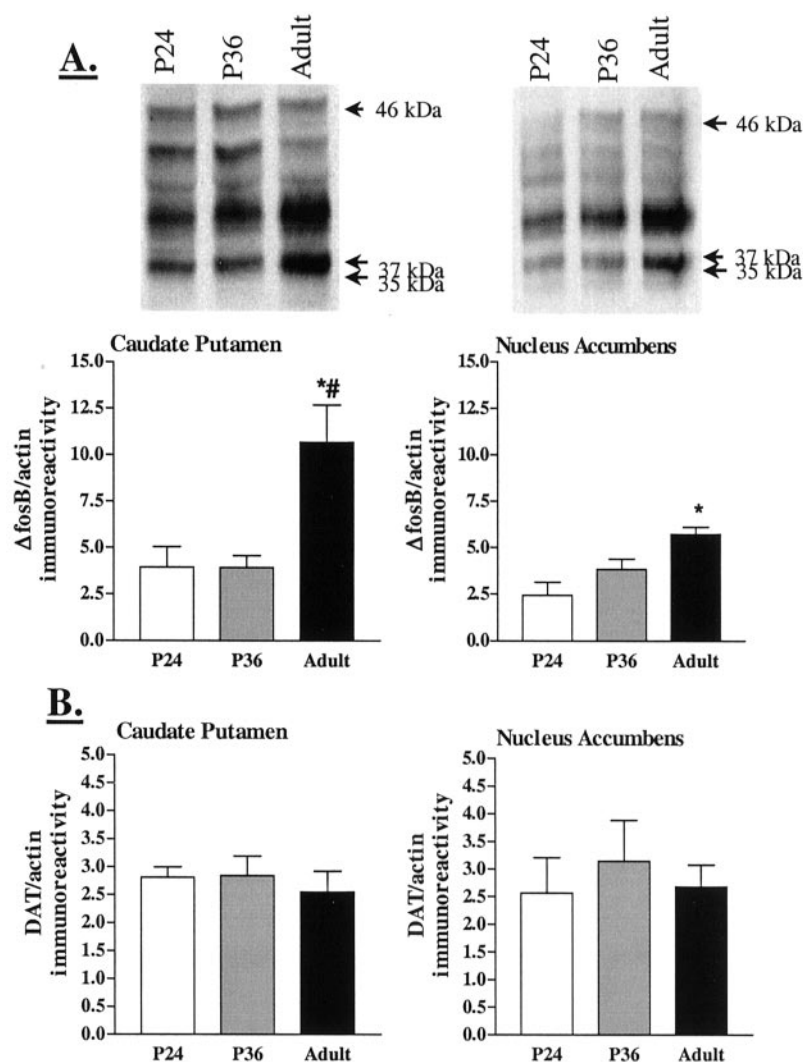 A.
P24
P36
Adult
46 kDa
37 kDa
35 kDa
P24
P36
Adult
46 kDa
37 kDa
35 kDa
Caudate Putamen
ΔfosB/actin
immunoreactivity
15.0
12.5
10.0
7.5
5.0
2.5
0.0
*#
P24
P36
Adult
Nucleus Accumbens
ΔfosB/actin
immunoreactivity
15.0
12.5
10.0
7.5
5.0
2.5
0.0
*
P24
P36
Adult
B.
Caudate Putamen
DAT/actin
immunoreactivity
5.0
4.5
4.0
3.5
3.0
2.5
2.0
1.5
1.0
0.5
0.0
P24
P36
Adult
Nucleus Accumbens
DAT/actin
immunoreactivity
5.0
4.5
4.0
3.5
3.0
2.5
2.0
1.5
1.0
0.5
0.0
P24
P36
Adult